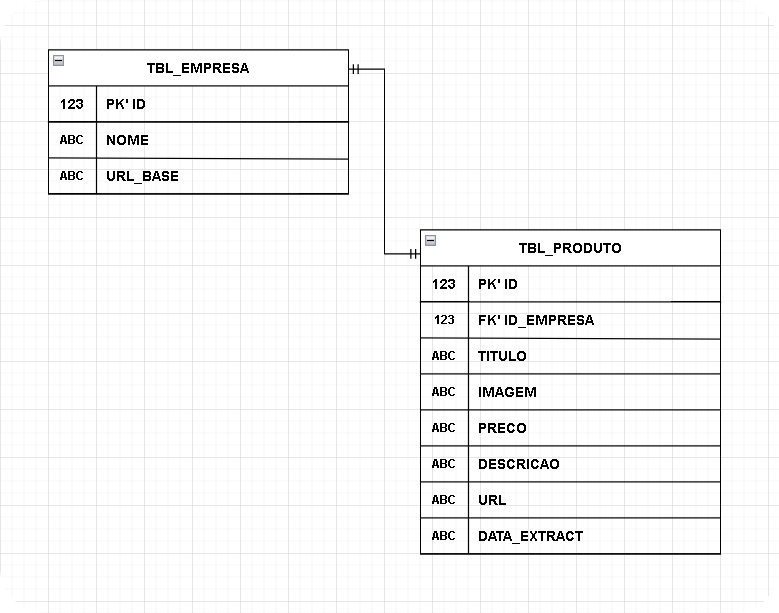 TBL_EMPRESA
123 PK' ID
ABC NOME
ABC URL_BASE
TBL_PRODUTO
123 PK' ID
123 FK' ID_EMPRESA
ABC TITULO
ABC IMAGEM
ABC PRECO
ABC DESCRICAO
ABC URL
ABC DATA_EXTRACT